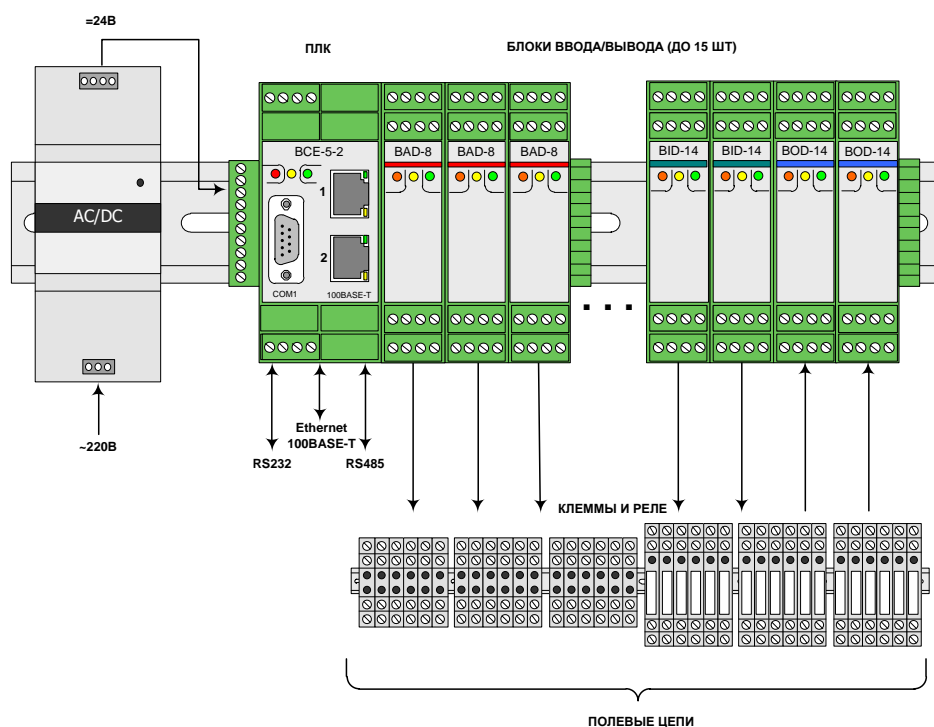 =24В
ПЛК
БЛОКИ ВВОДА/ВЫВОДА (ДО 15 ШТ)
BCE-5-2
BAD-8
BAD-8
BAD-8
BID-14
BID-14
BOD-14
BOD-14
1
AC/DC
2
COM1
100BASE-T
Ethernet
100BASE-T
~220В
RS232
RS485
КЛЕММЫ И РЕЛЕ
ПОЛЕВЫЕ ЦЕПИ